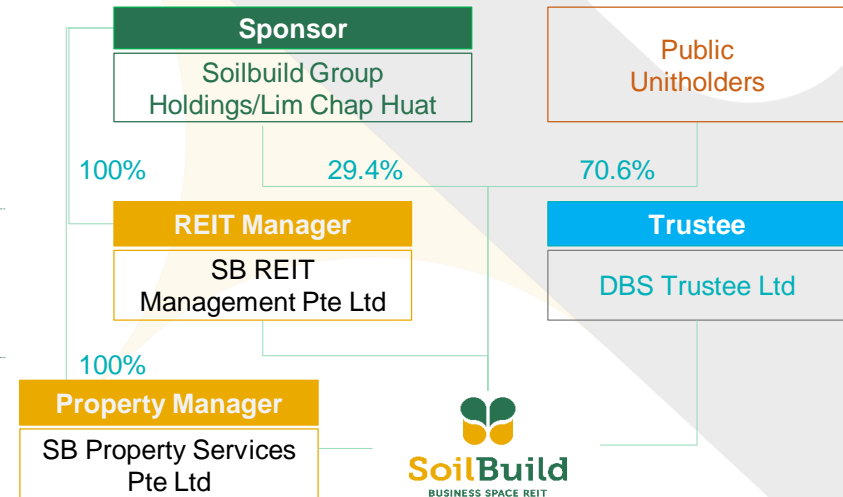 Sponsor
Soilbuild Group
Holdings/Lim Chap Huat
Public
Unitholders
100%
29.4%
70.6%
REIT Manager
SB REIT
Management Pte Ltd
Trustee
DBS Trustee Ltd
100%
Property Manager
SB Property Services
Pte Ltd
SoilBuild
BUSINESS SPACE REIT